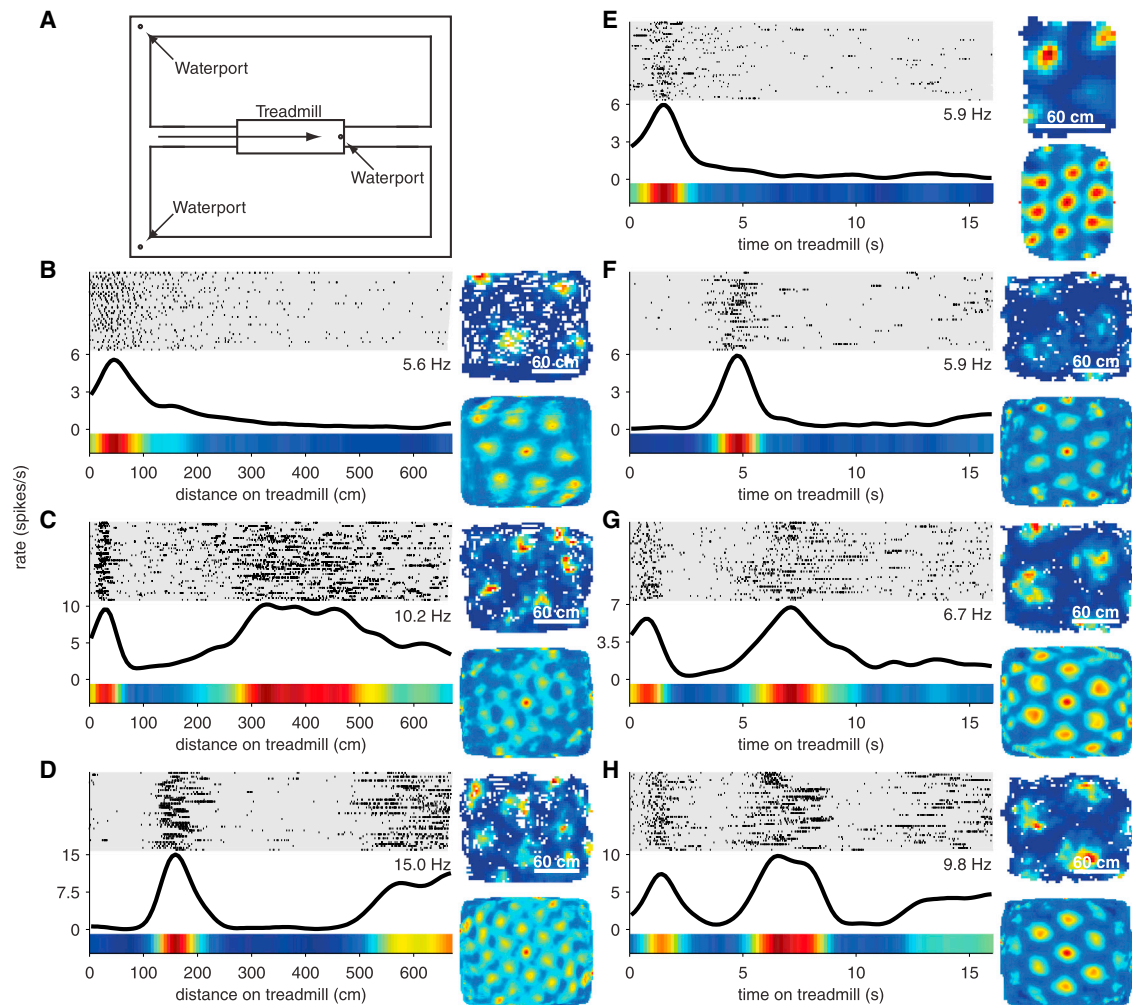 A
Waterport
Treadmill
Waterport
Waterport
B
6
3
0
5.6 Hz
60 cm
0 100 200 300 400 500 600
distance on treadmill (cm)
rate (spikes/s)
C
10
5
0
10.2 Hz
60 cm
0 100 200 300 400 500 600
distance on treadmill (cm)
D
15
7.5
0
15.0 Hz
60 cm
0 100 200 300 400 500 600
distance on treadmill (cm)
E
6
3
0
5.9 Hz
60 cm
0 5 10 15
time on treadmill (s)
F
6
3
0
5.9 Hz
60 cm
0 5 10 15
time on treadmill (s)
G
7
3.5
0
6.7 Hz
60 cm
0 5 10 15
time on treadmill (s)
H
10
5
0
9.8 Hz
60 cm
0 5 10 15
time on treadmill (s)